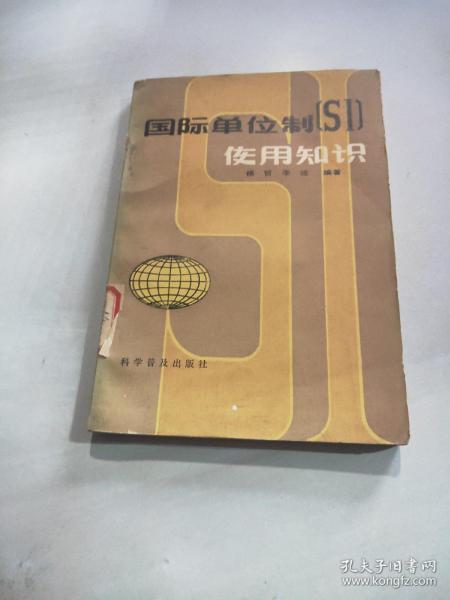 国际单位制(SI)
使用知识
编著
SI
科学普及出版社
孔夫子旧书网
www.kongfz.com